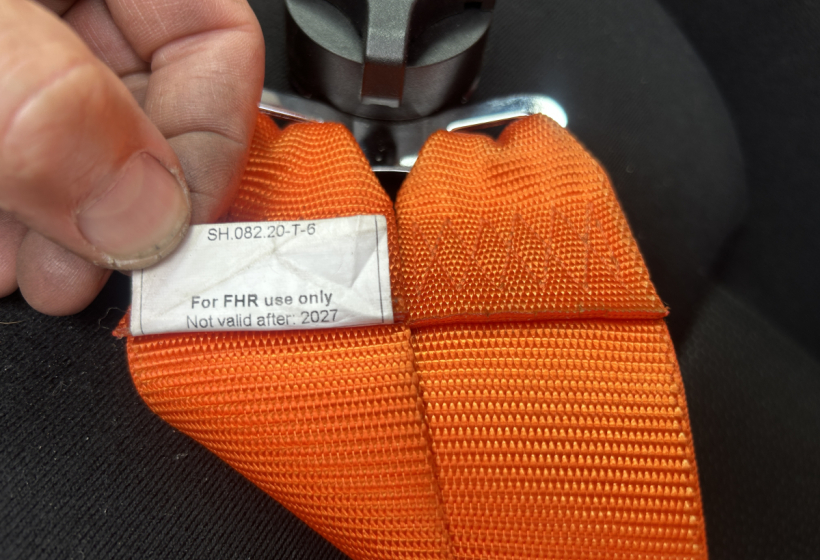 SH.082.20-T-6
For FHR use only
Not valid after: 2027